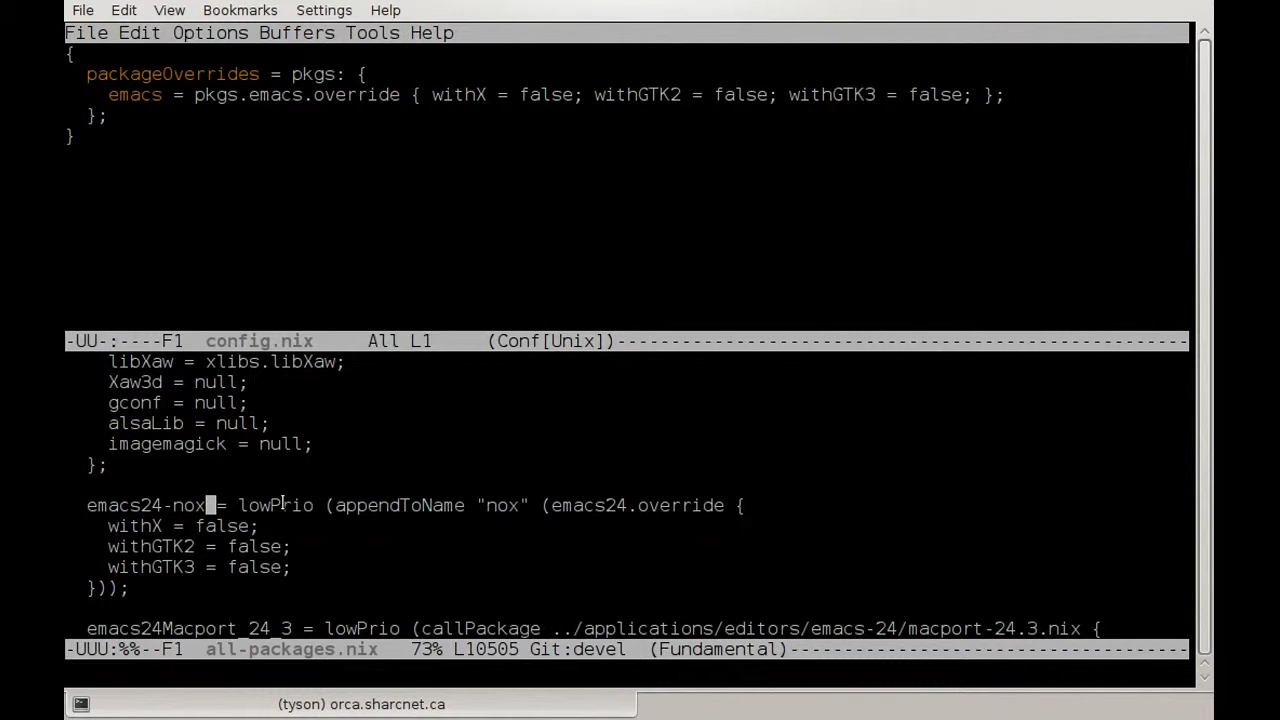 File Edit View Bookmarks Settings Help
File Edit Options Buffers Tools Help
{
  packageOverrides = pkgs: {
    emacs = pkgs.emacs.override { withX = false; withGTK2 = false; withGTK3 = false; };
  };
}
-UU-:----F1  config.nix     All L1     (Conf[Unix])-----------------------------------------------------
    libXaw = xlibs.libXaw;
    Xaw3d = null;
    gconf = null;
    alsaLib = null;
    imagemagick = null;
  };
  emacs24-nox = lowPrio (appendToName "nox" (emacs24.override {
    withX = false;
    withGTK2 = false;
    withGTK3 = false;
  }));
  emacs24Macport_24_3 = lowPrio (callPackage ../applications/editors/emacs-24/macport-24.3.nix {
-UUU:%%--F1  all-packages.nix   73% L10505 Git:devel  (Fundamental)-------------------------------------
(tyson) orca.sharcnet.ca